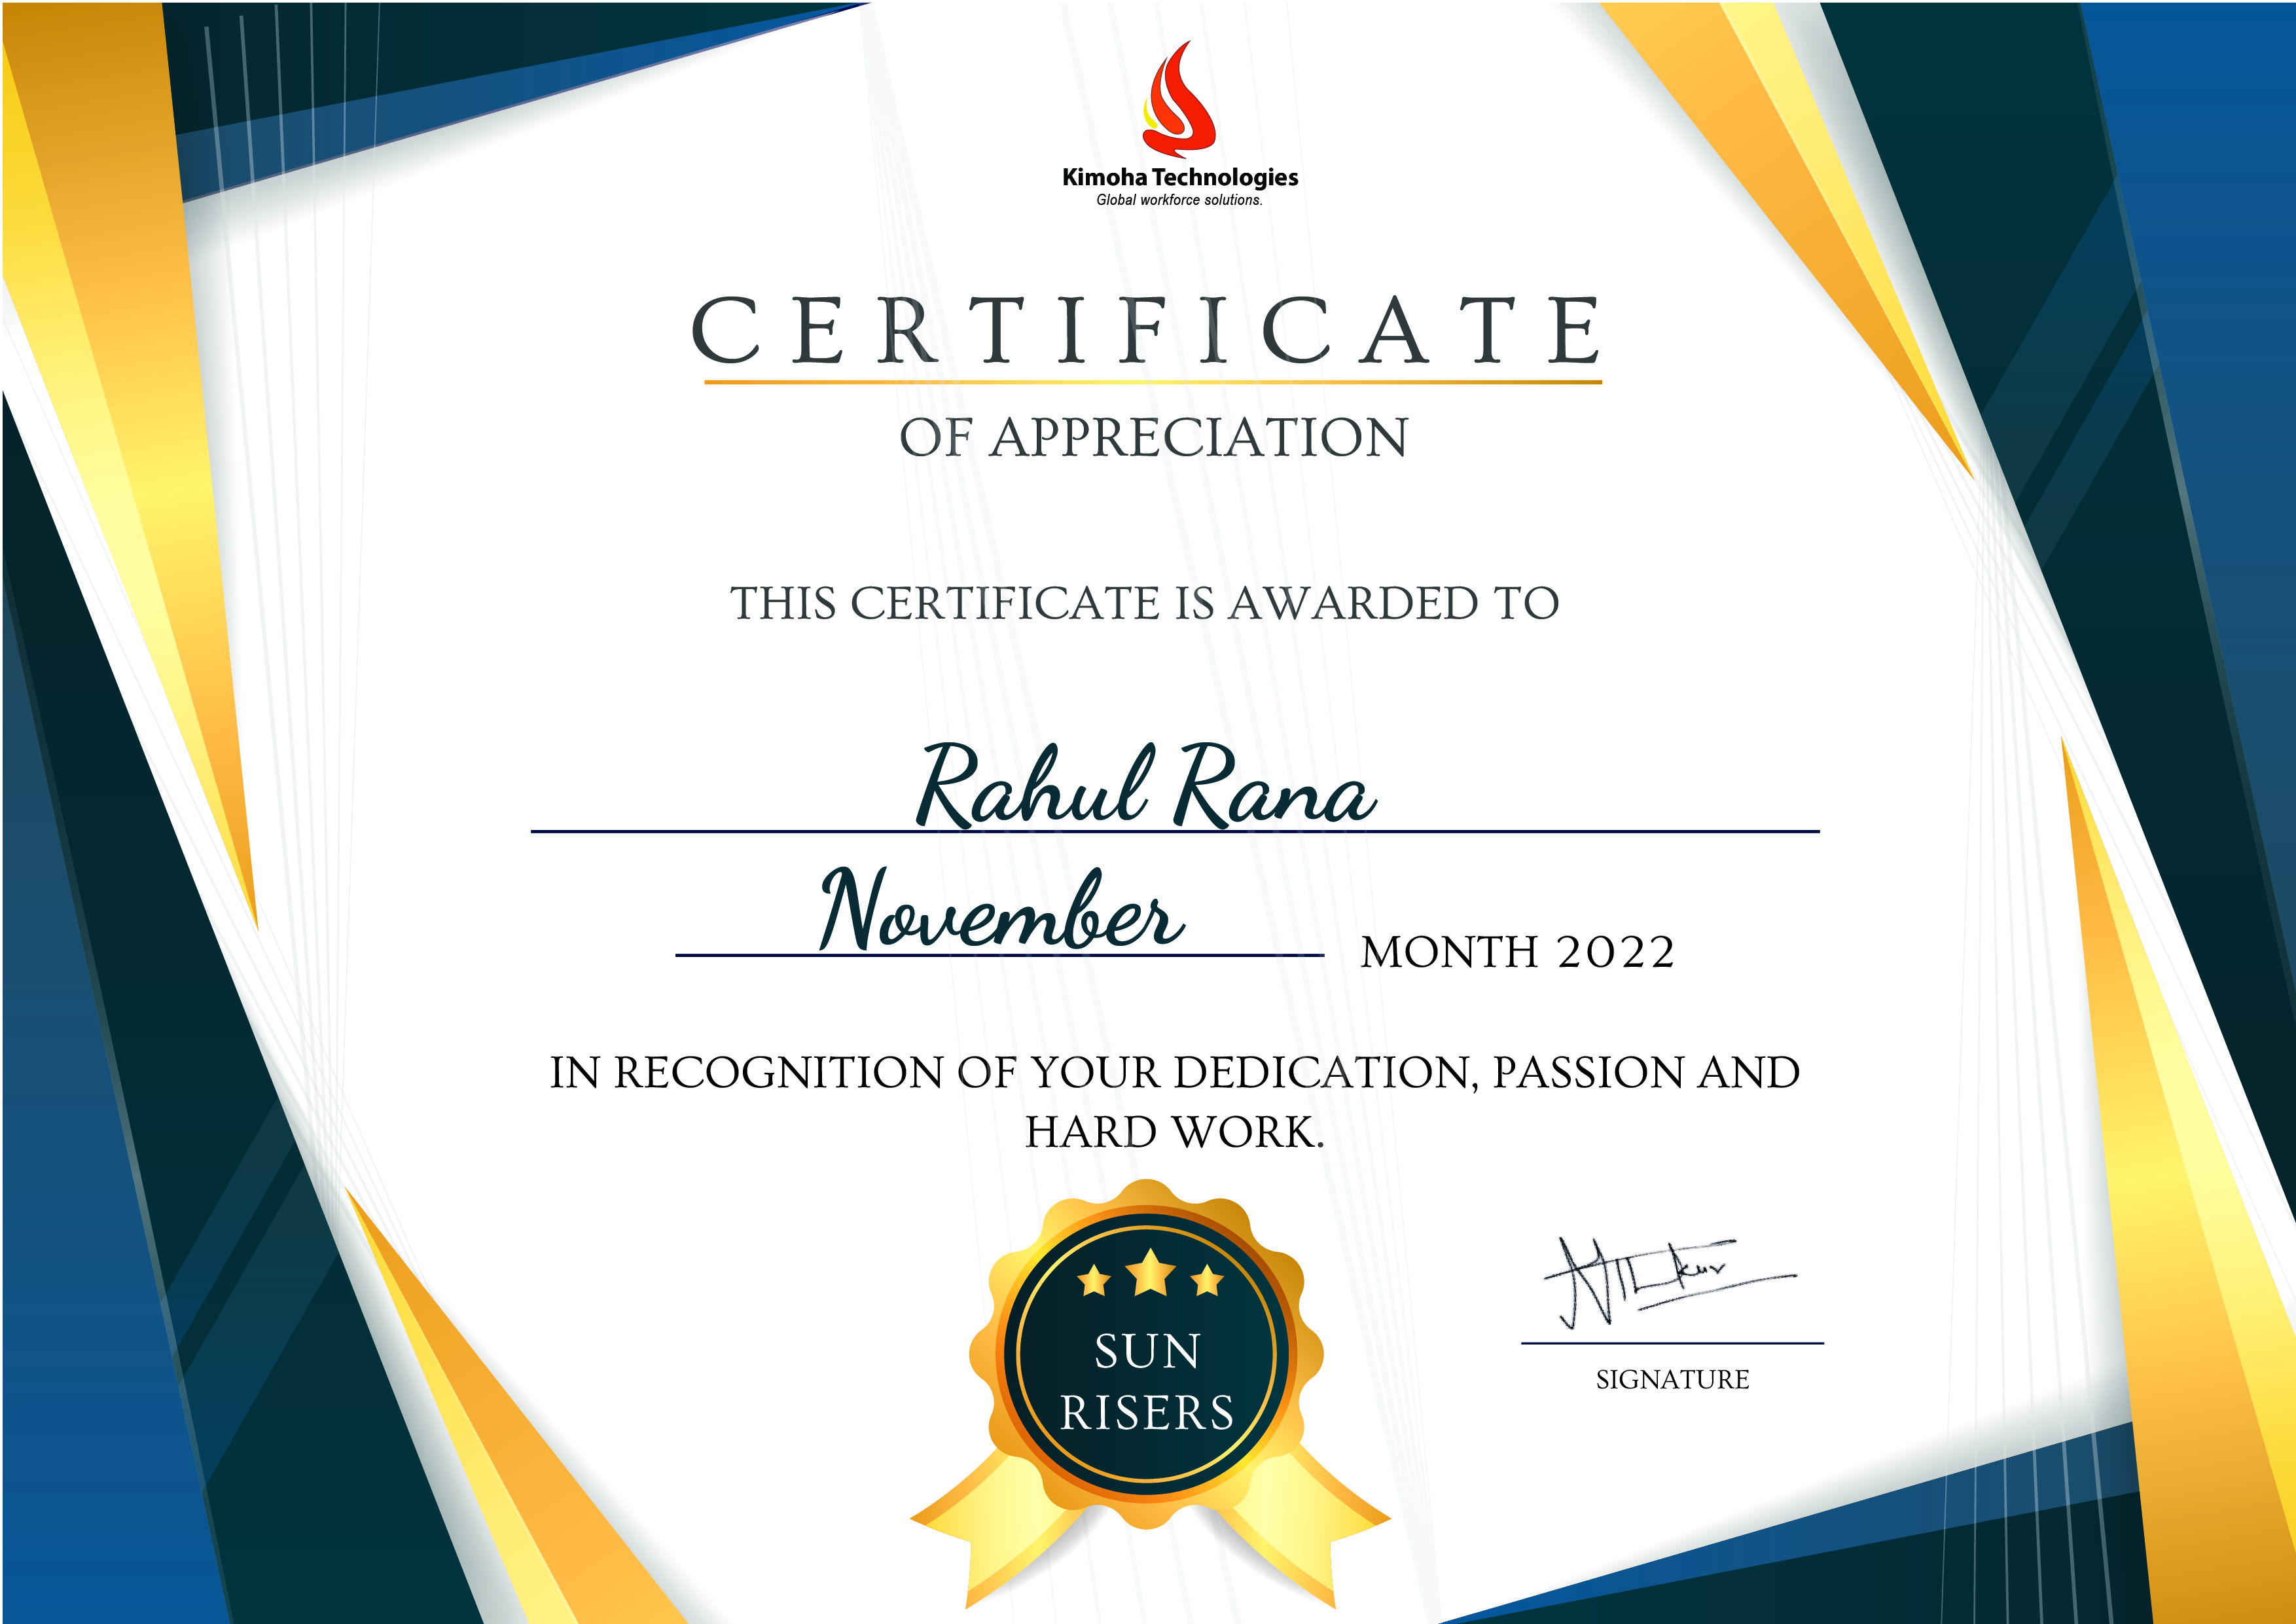 Kimoha Technologies
Global workforce solutions.
CERTIFICATE
OF APPRECIATION
THIS CERTIFICATE IS AWARDED TO
Rahul Rana
November MONTH 2022
IN RECOGNITION OF YOUR DEDICATION, PASSION AND
HARD WORK.
SUN
RISERS
SIGNATURE